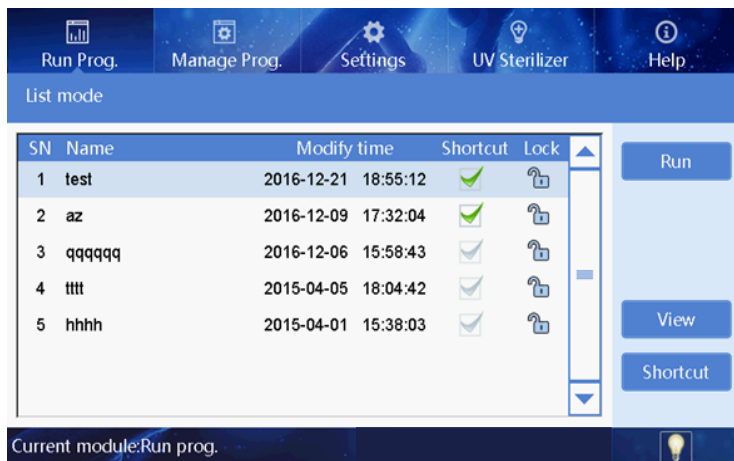 Run Prog. Manage Prog. Settings UV Sterilizer Help
List mode
SN Name Modify time Shortcut Lock
1 test 2016-12-21 18:55:12
2 az 2016-12-09 17:32:04
3 qqqqqq 2016-12-06 15:58:43
4 tttt 2015-04-05 18:04:42
5 hhhh 2015-04-01 15:38:03
Run
View
Shortcut
Current module:Run prog.